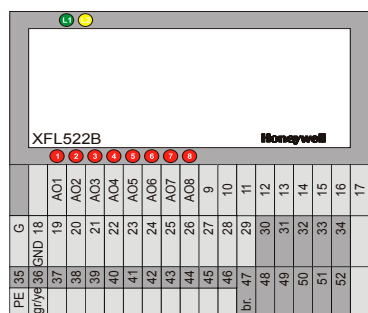 L1
XFL522B Honeywell
1 2 3 4 5 6 7 8
AO1 AO2 AO3 AO4 AO5 AO6 AO7 AO8 9 10 11 12 13 14 15 16 17
G GND 18 19 20 21 22 23 24 25 26 27 28 29 30 31 32 33 34
PE 35 gr/ye 36 37 38 39 40 41 42 43 44 45 46 br. 47 48 49 50 51 52